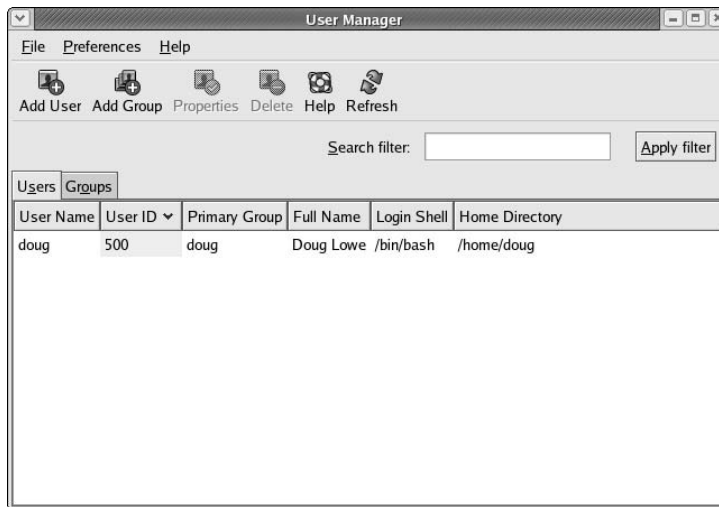 User Manager
File Preferences Help
Add User Add Group Properties Delete Help Refresh
Search filter: Apply filter
Users Groups
User Name User ID Primary Group Full Name Login Shell Home Directory
doug 500 doug Doug Lowe /bin/bash /home/doug